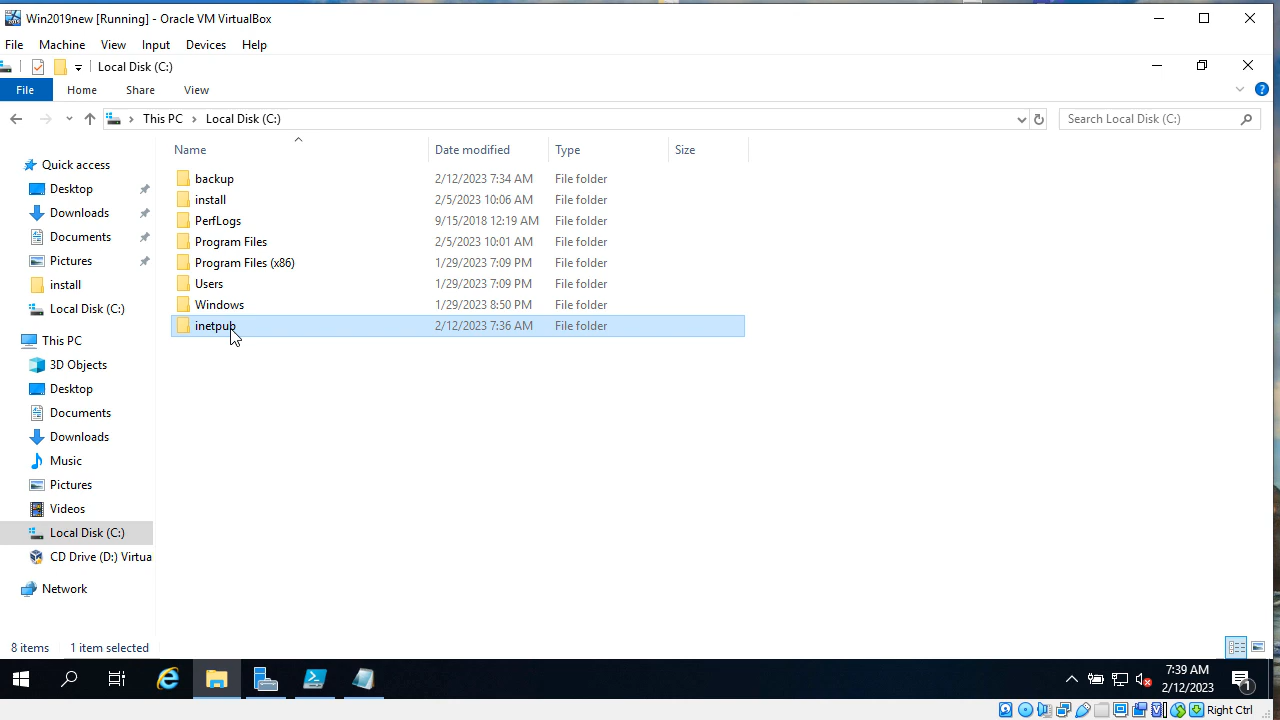 Win2019new [Running] - Oracle VM VirtualBox
File Machine View Input Devices Help
Local Disk (C:)
File Home Share View
This PC Local Disk (C:) Search Local Disk (C:)
Name Date modified Type Size
backup 2/12/2023 7:34 AM File folder
install 2/5/2023 10:06 AM File folder
PerfLogs 9/15/2018 12:19 AM File folder
Program Files 2/5/2023 10:01 AM File folder
Program Files (x86) 1/29/2023 7:09 PM File folder
Users 1/29/2023 7:09 PM File folder
Windows 1/29/2023 8:50 PM File folder
inetpub 2/12/2023 7:36 AM File folder
Quick access
Desktop
Downloads
Documents
Pictures
install
Local Disk (C:)
This PC
3D Objects
Desktop
Documents
Downloads
Music
Pictures
Videos
Local Disk (C:)
CD Drive (D:) Virtua
Network
8 items 1 item selected
7:39 AM
2/12/2023
1
Right Ctrl